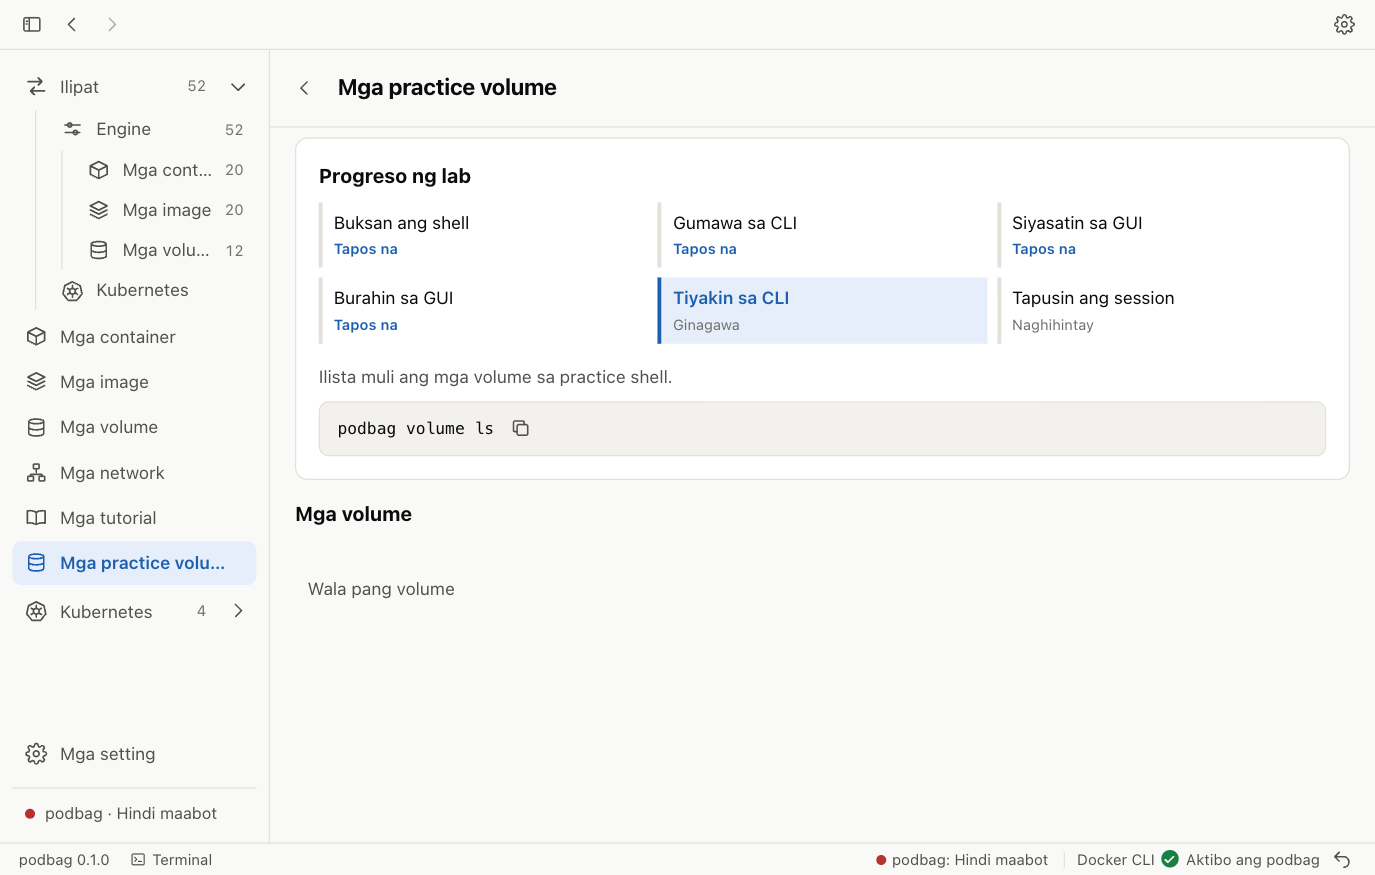 Ilipat 52
Engine 52
Mga cont... 20
Mga image 20
Mga volu... 12
Kubernetes
Mga container
Mga image
Mga volume
Mga network
Mga tutorial
Mga practice volu...
Kubernetes 4
Mga setting
podbag · Hindi maabot
Mga practice volume
Progreso ng lab
Buksan ang shell
Tapos na
Gumawa sa CLI
Tapos na
Siyasatin sa GUI
Tapos na
Burahin sa GUI
Tapos na
Tiyakin sa CLI
Ginagawa
Tapusin ang session
Naghihintay
Ilista muli ang mga volume sa practice shell.
podbag volume ls
Mga volume
Wala pang volume
podbag 0.1.0 Terminal podbag: Hindi maabot Docker CLI Aktibo ang podbag